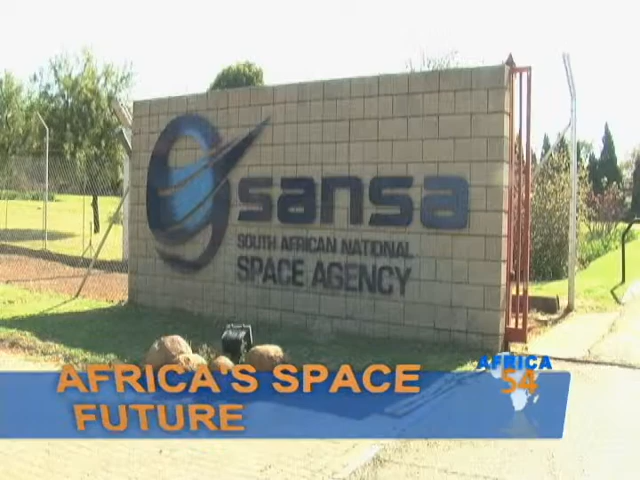 sansa
SOUTH AFRICAN NATIONAL
SPACE AGENCY
AFRICA'S SPACE
FUTURE
AFRICA
54